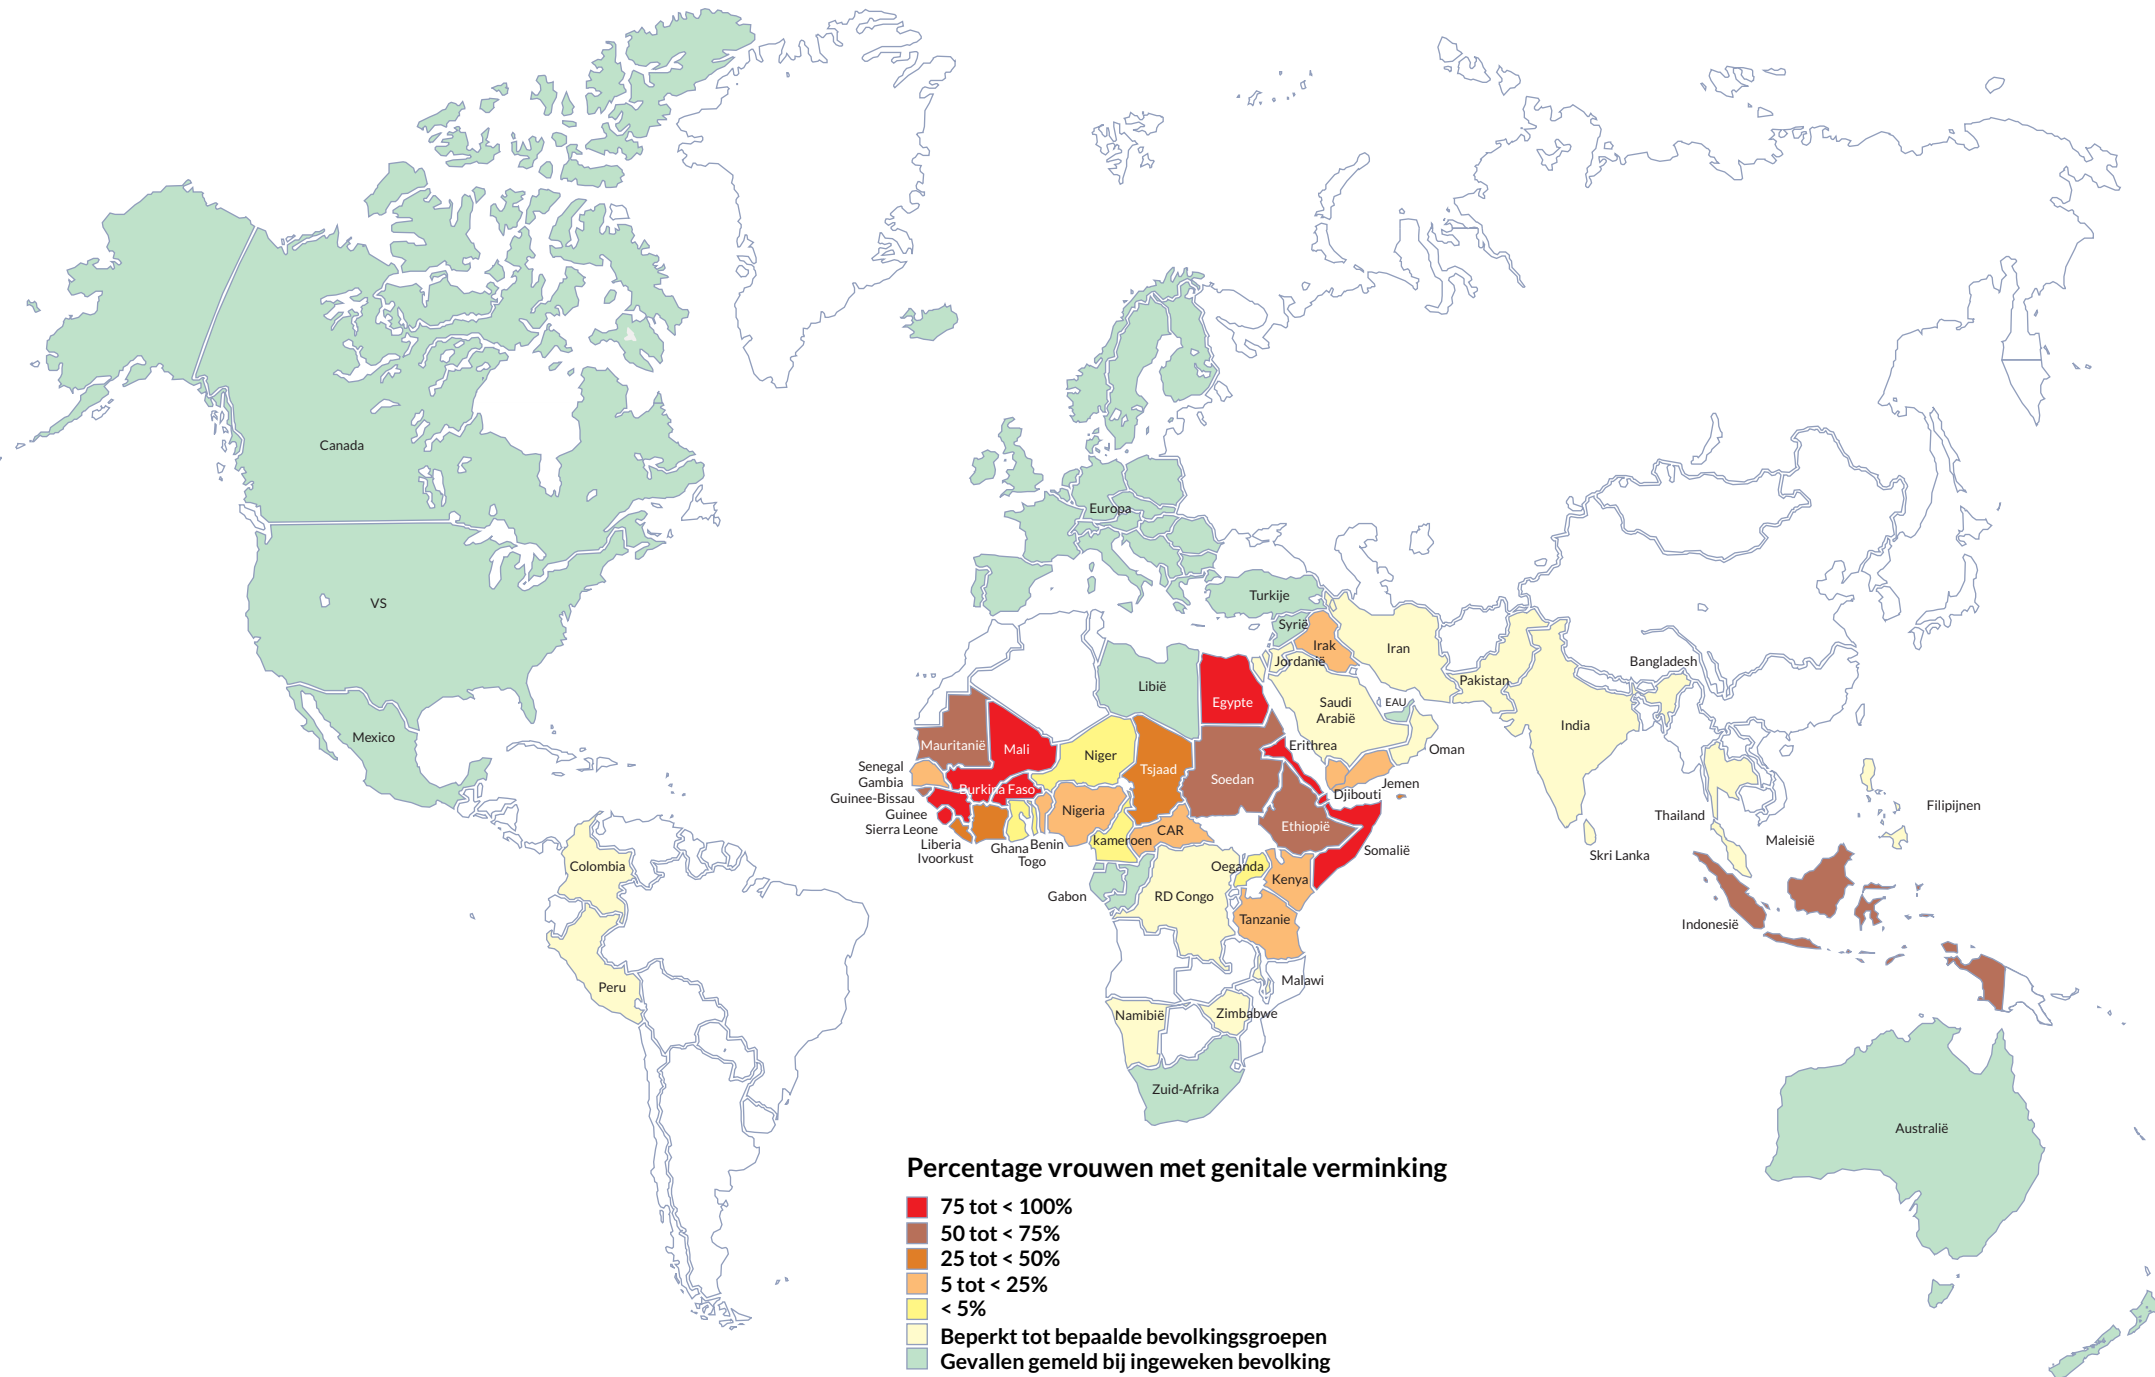 Canada
Europa
VS
Turkije
Syrië
Irak
Iran
Jordanië
Bangladesh
Pakistan
Libië
Egypte
Saudi
Arabië
EAU
India
Mexico
Mauritanië
Mali
Niger
Erithrea
Oman
Senegal
Tsjaad
Soedan
Gambia
Jemen
Burkina Faso
Djibouti
Guinee-Bissau
Nigeria
Filipijnen
Guinee
Thailand
Sierra Leone
CAR
Ethiopië
Liberia
Ghana
Benin
kameroen
Maleisië
Ivoorkust
Togo
Somalië
Skri Lanka
Colombia
Oeganda
Kenya
Gabon
RD Congo
Tanzanie
Indonesië
Peru
Malawi
Namibië
Zimbabwe
Zuid-Afrika
Australië
Percentage vrouwen met genitale verminking
75 tot < 100%
50 tot < 75%
25 tot < 50%
5 tot < 25%
< 5%
Beperkt tot bepaalde bevolkingsgroepen
Gevallen gemeld bij ingeweken bevolking